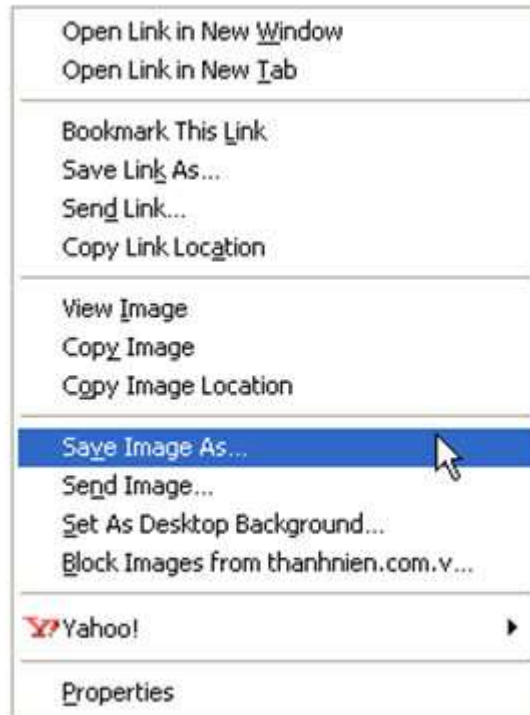 Open Link in New Window
Open Link in New Tab
Bookmark This Link
Save Link As...
Send Link...
Copy Link Location
View Image
Copy Image
Copy Image Location
Save Image As...
Send Image...
Set As Desktop Background...
Block Images from thanhnien.com.v...
Y! Yahoo!
Properties